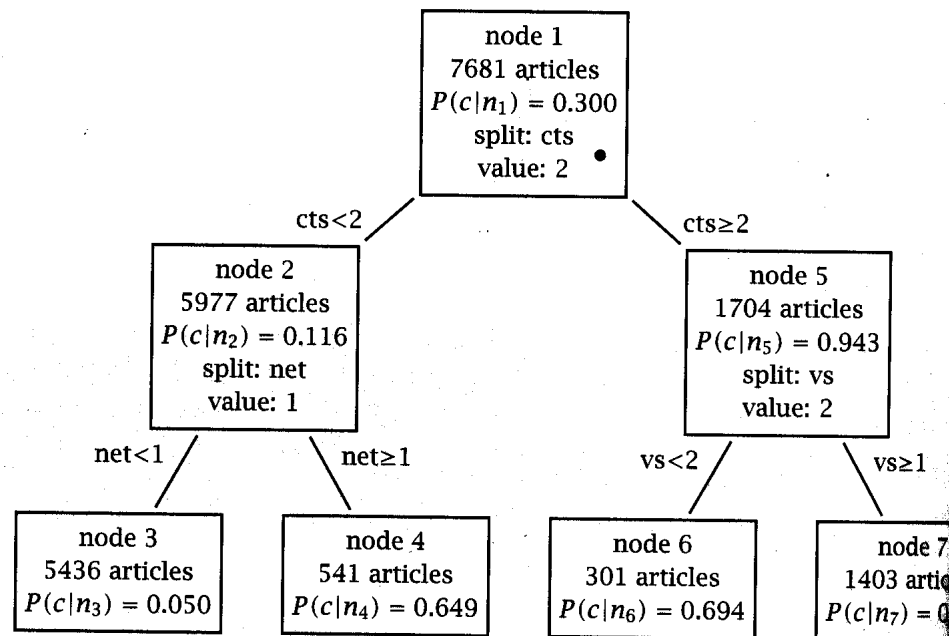 node 1
7681 articles
P(c|n₁) = 0.300
split: cts
value: 2
cts<2
cts≥2
node 2
5977 articles
P(c|n₂) = 0.116
split: net
value: 1
node 5
1704 articles
P(c|n₅) = 0.943
split: vs
value: 2
net<1
net≥1
vs<2
vs≥1
node 3
5436 articles
P(c|n₃) = 0.050
node 4
541 articles
P(c|n₄) = 0.649
node 6
301 articles
P(c|n₆) = 0.694
node 7
1403
P(c|n₇) =